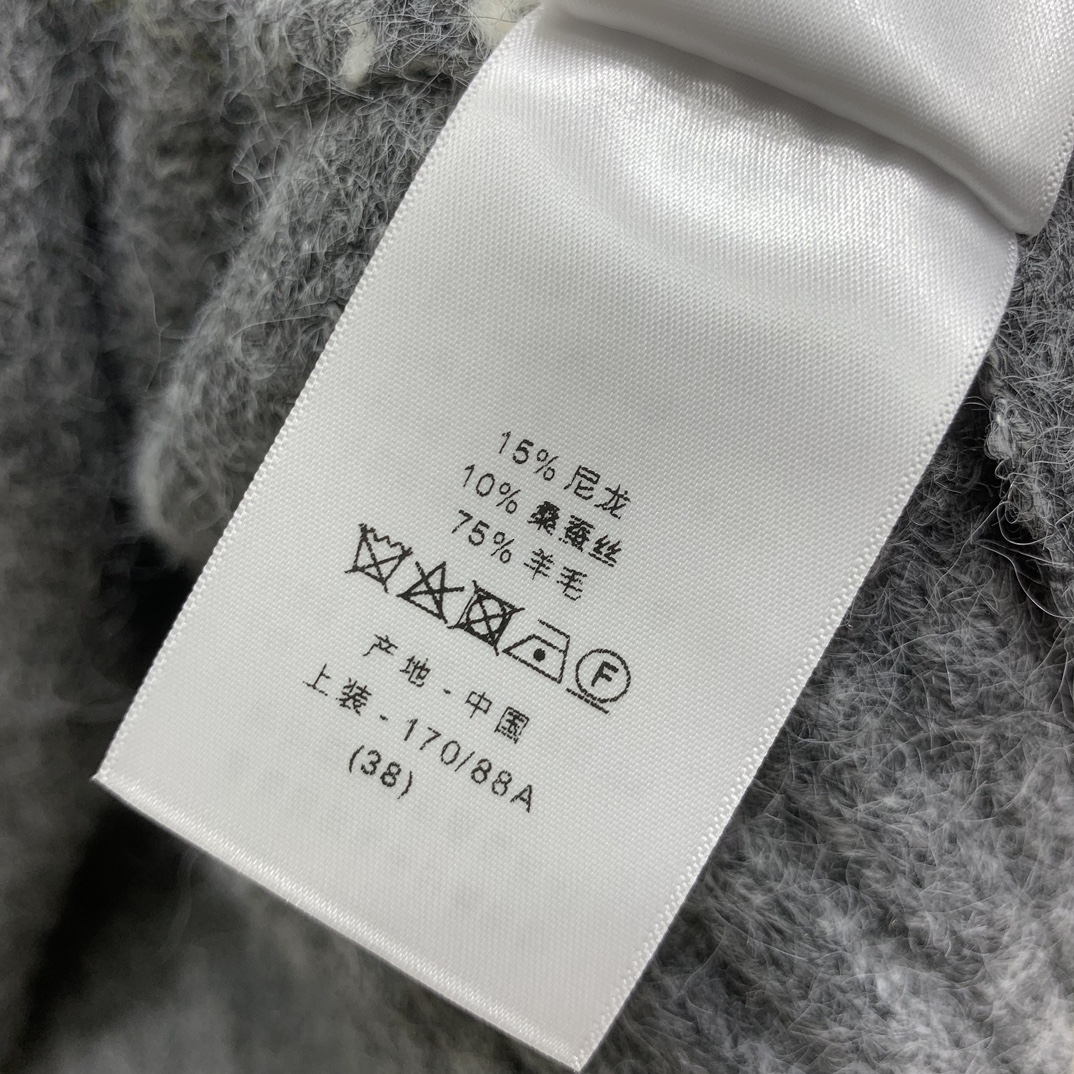 15% 尼龙
10% 桑蚕丝
75% 羊毛
F
产地 - 中国
上装 - 170/88A
(38)